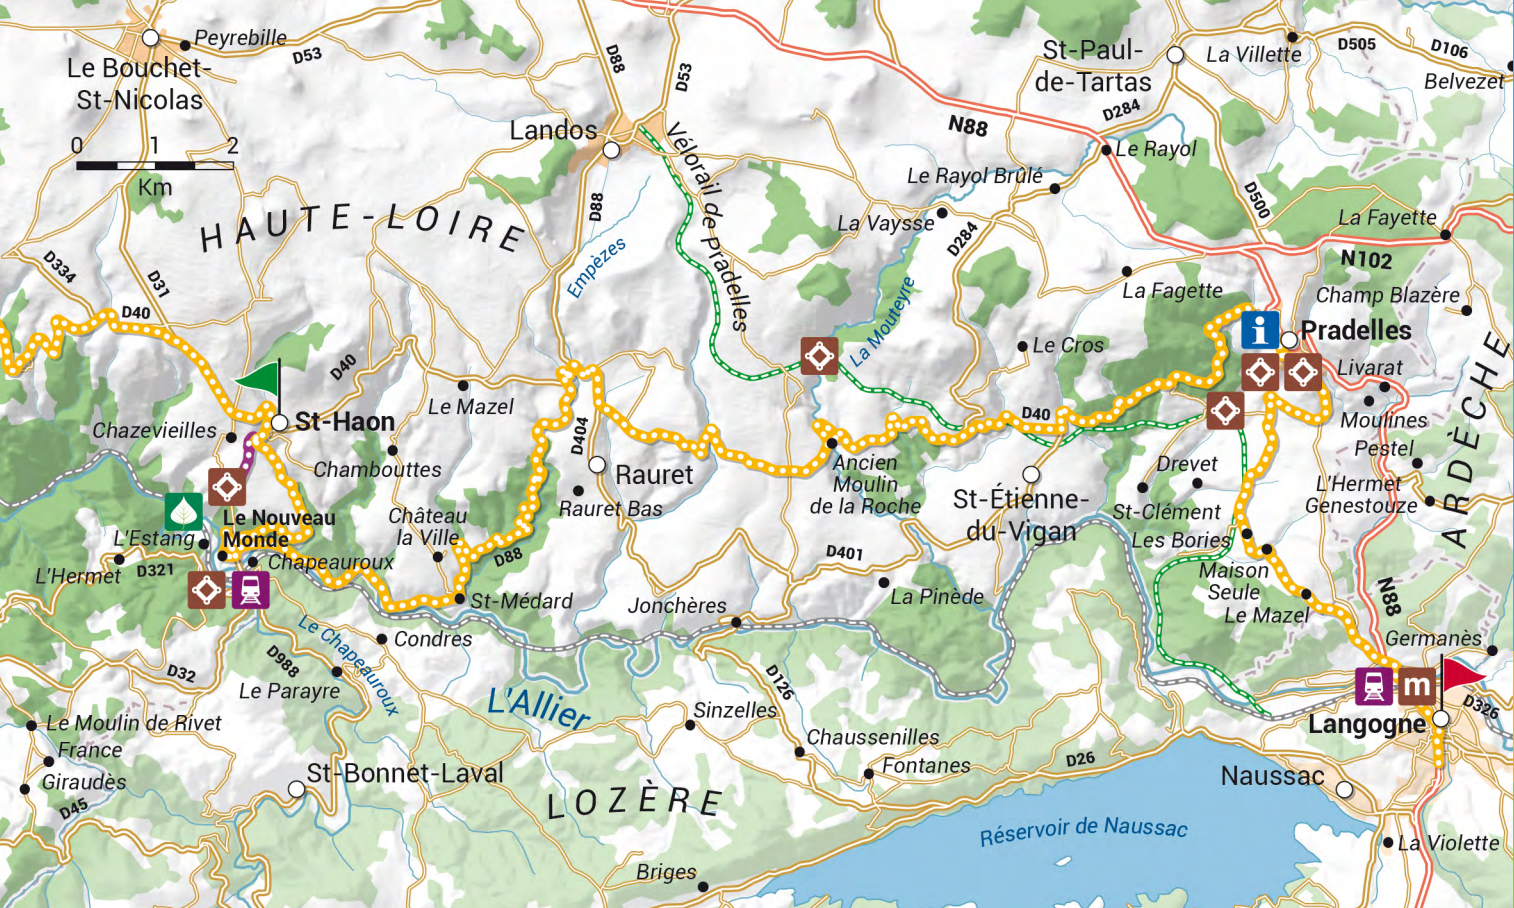 Peyrebille
D53
Le Bouchet-
St-Nicolas
0 1 2
Km
D88
D53
Landos
Vélorail de Pradelles
St-Paul-
de-Tartas
La Villette
D505
D106
Belvezet
D284
N88
Le Rayol
Le Rayol Brûlé
La Vaysse
D284
D500
La Fayette
N102
HAUTE-LOIRE
D88
Empèzes
D334
D31
D40
La Mouteyre
La Fagette
Champ Blazère
i
Pradelles
Le Cros
Livarat
Moulines
Pestel
ARDÈCHE
D40
Le Mazel
St-Haon
Chazevieilles
Chambouttes
D404
Rauret
Rauret Bas
Ancien
Moulin
de la Roche
D40
St-Étienne-
du-Vigan
Drevet
St-Clément
L'Hermet
Genestouze
Les Bories
Maison
Seule
Le Mazel
Château
la Ville
D88
Le Nouveau
Monde
L'Estang
Chapeauroux
L'Hermet
D321
St-Médard
D401
La Pinède
Jonchères
N88
Germanès
Le Chapeauroux
Condres
D32
D988
Le Parayre
L'Allier
D126
Sinzelles
Chaussenilles
Fontanes
D26
m
Langogne
D326
Le Moulin de Rivet
France
Giraudès
D45
St-Bonnet-Laval
LOZÈRE
Naussac
Réservoir de Naussac
La Violette
Briges